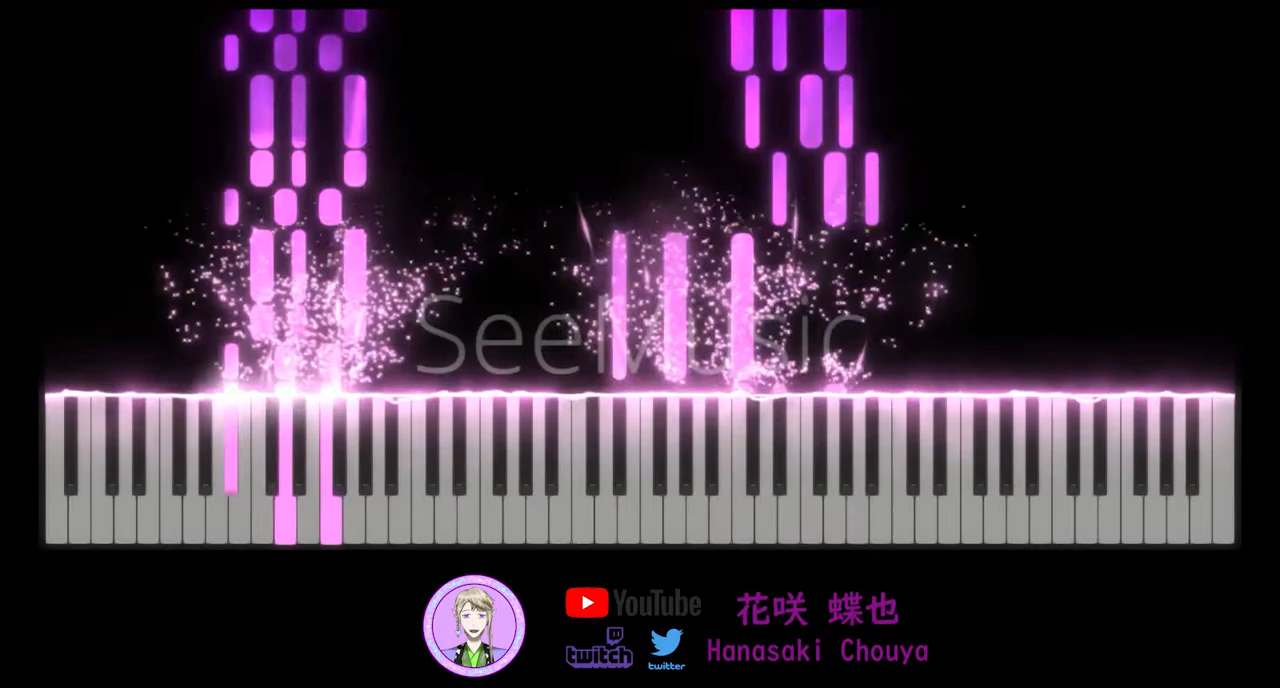 SeeMusic
YouTube
花咲 蝶也
twitch
twitter
Hanasaki Chouya